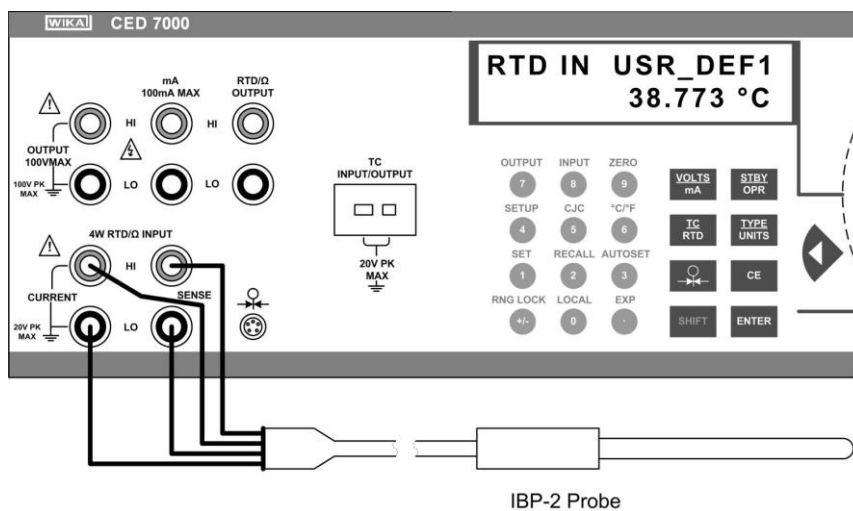 WIKA CED 7000
RTD IN USR_DEF1
38.773 °C
mA
100mA MAX
RTD/Ω
OUTPUT
HI
HI
OUTPUT
100VMAX
100V PK
MAX
LO
LO
TC
INPUT/OUTPUT
20V PK
MAX
4W RTD/Ω INPUT
HI
CURRENT
SENSE
LO
20V PK
MAX
OUTPUT INPUT ZERO
7 8 9
SETUP CJC °C/°F
4 5 6
SET RECALL AUTOSET
1 2 3
RNG LOCK LOCAL EXP
+/- 0 .
VOLTS
mA
STBY
OPR
TC
RTD
TYPE
UNITS
CE
SHIFT
ENTER
IBP-2 Probe